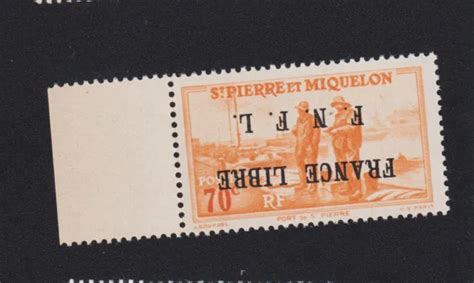 ST PIERRE ET MIQUELON
F. N. F. L.
FRANCE LIBRE
POSTES
70c
RF
PORT DE ST PIERRE